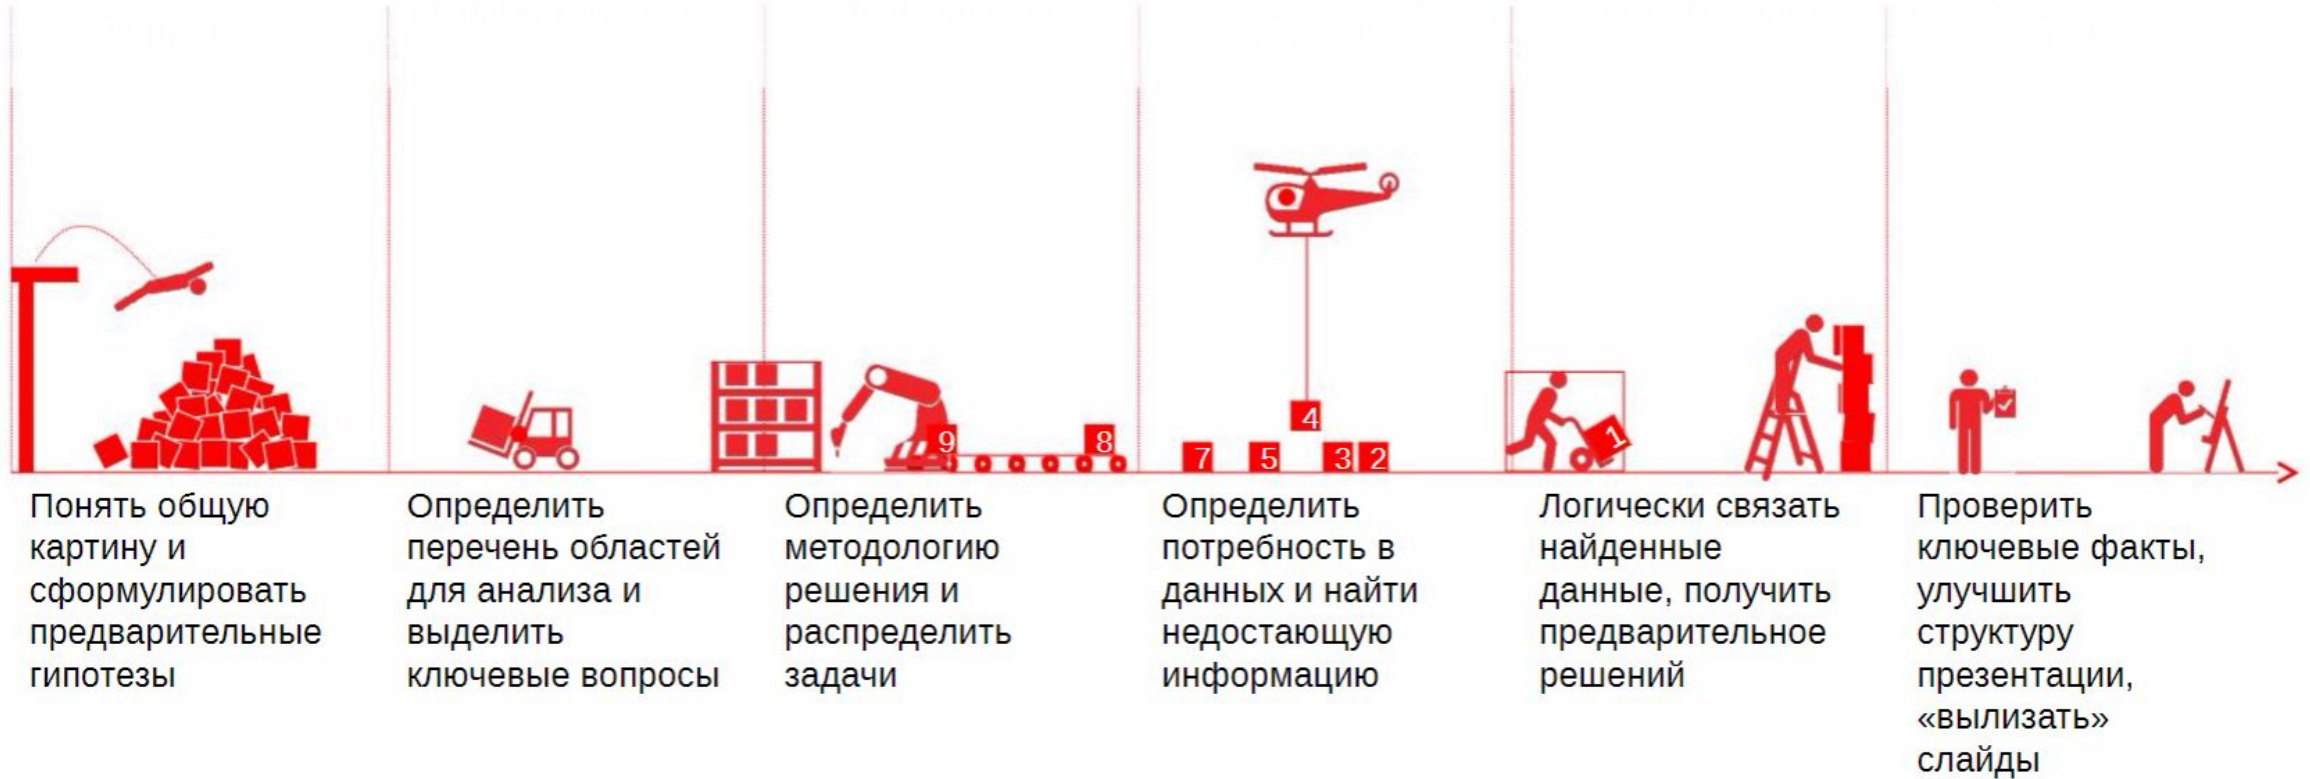 9
8
7
5
4
3
2
1
Понять общую
картину и
сформулировать
предварительные
гипотезы
Определить
перечень областей
для анализа и
выделить
ключевые вопросы
Определить
методологию
решения и
распределить
задачи
Определить
потребность в
данных и найти
недостающую
информацию
Логически связать
найденные
данные, получить
предварительное
решений
Проверить
ключевые факты,
улучшить
структуру
презентации,
«вылизать»
слайды